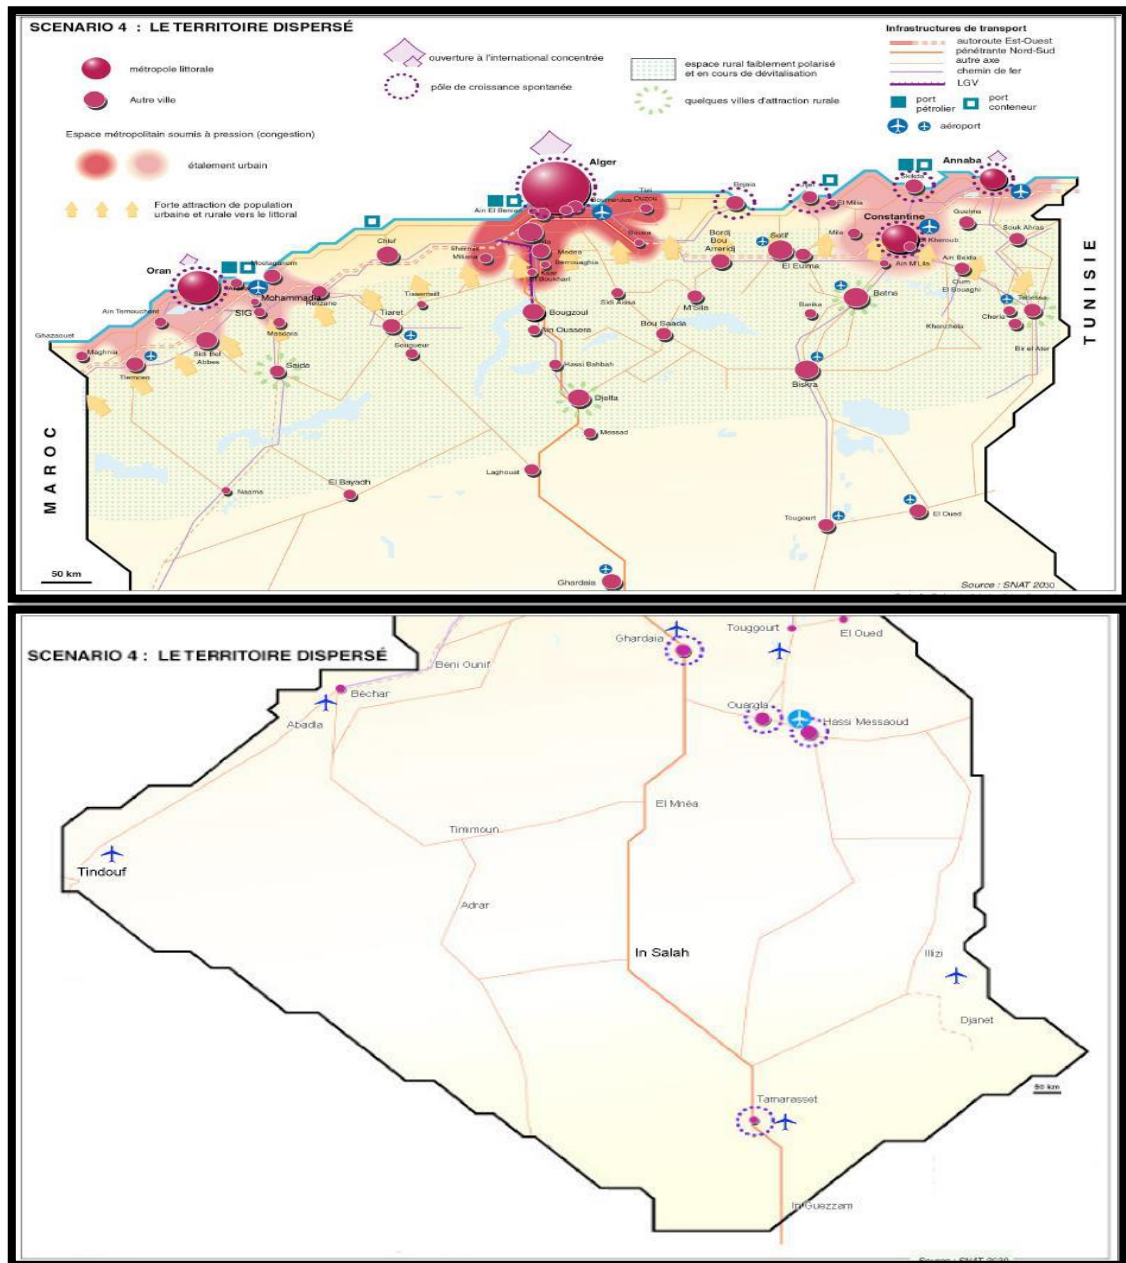 SCENARIO 4 : LE TERRITOIRE DISPERSÉ
métropole littorale
Autre ville
Espace métropolitain soumis à pression (congestion)
étalement urbain
Forte attraction de population
urbaine et rurale vers le littoral
ouverture à l'international concentrée
pôle de croissance spontanée
espace rural faiblement polarisé
et en cours de dévitalisation
quelques villes d'attraction rurale
Infrastructures de transport
autoroute Est-Ouest
pénétrante Nord-Sud
autre axe
chemin de fer
LGV
port
pétrolier
port
conteneur
aéroport
Alger
Annaba
Skikda
Bejaia
Tizi
Ouzou
Boumerdes
El Milia
Constantine
Guelma
Souk Ahras
El Kheroub
Mila
Ain M'Lila
Ain Beida
Oum
El Bouaghi
Sétif
El Eulma
Bordj
Bou
Arreridj
Bouira
Medea
Berrouaghia
Ksar
El Boukhari
Miliana
Chlef
Mostaganem
Oran
Mohammadia
Relizane
SIG
Mascara
Ain Temouchent
Ghazaouet
Maghnia
Tlemcen
Sidi Bel
Abbes
Saida
Tissemsilt
Tiaret
Sougueur
Bougzoul
Ain Oussera
Hassi Bahbah
Sidi Aissa
M'Sila
Bou Saada
Barika
Batna
Khenchela
Tebessa
Cheria
Bir el Ater
Biskra
Djelfa
Messad
Laghouat
Naama
El Bayadh
Tougourt
El Oued
Ghardaia
MAROC
TUNISIE
50 km
Source : SNAT 2030
SCENARIO 4 : LE TERRITOIRE DISPERSÉ
Ghardaia
Touggourt
El Oued
Beni Ounif
Béchar
Abadla
Ouargla
Hassi Messaoud
El Mnéa
Timmoun
Tindouf
Adrar
In Salah
Illizi
Djanet
50 km
Tamarasset
In Guezzam
Source : SNAT 2030